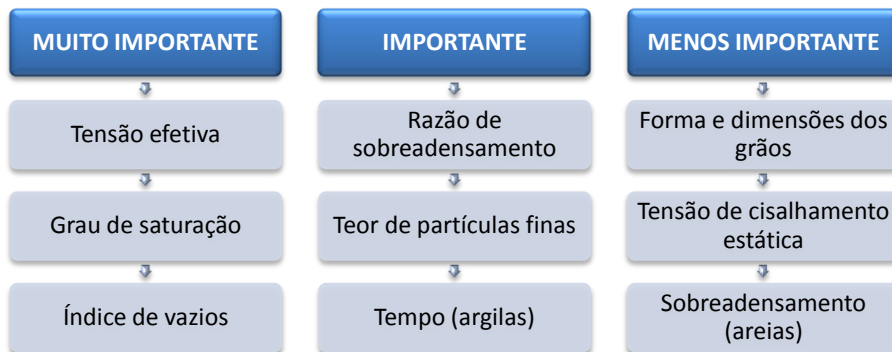 MUITO IMPORTANTE
Tensão efetiva
Grau de saturação
Índice de vazios
IMPORTANTE
Razão de
sobreadensamento
Teor de partículas finas
Tempo (argilas)
MENOS IMPORTANTE
Forma e dimensões dos
grãos
Tensão de cisalhamento
estática
Sobreadensamento
(areias)